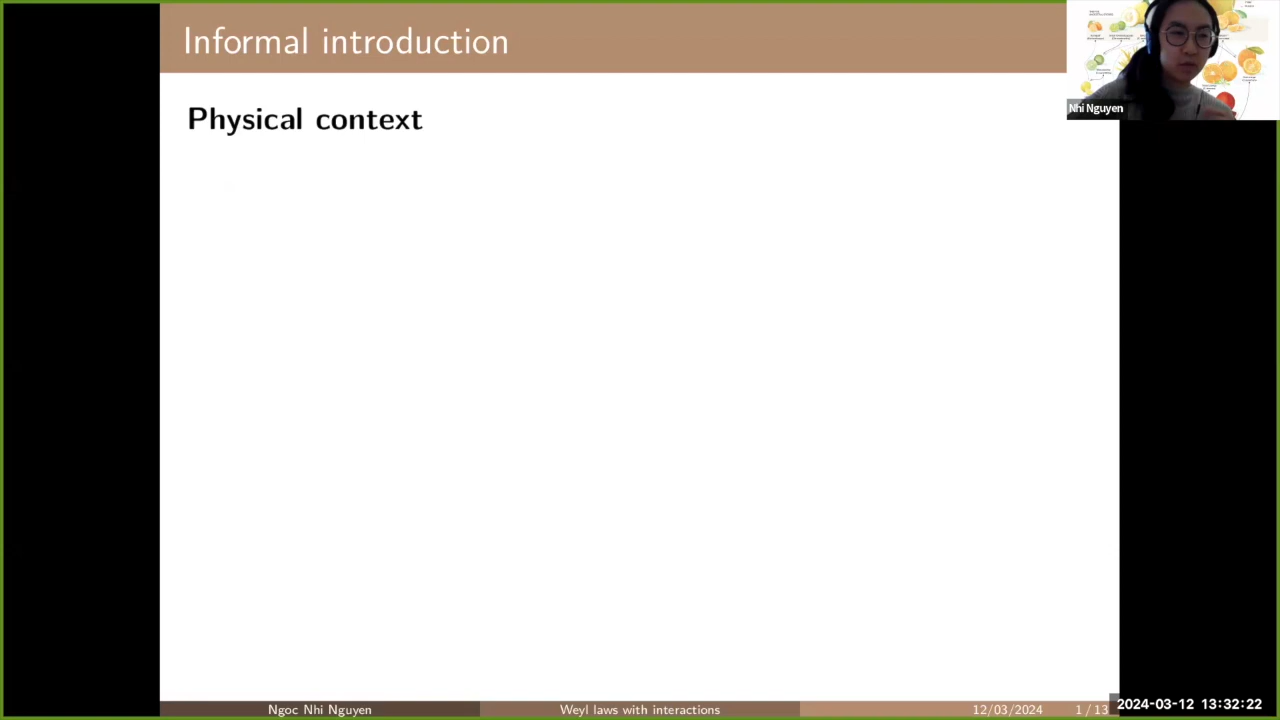 Informal introduction
Nhi Nguyen
Physical context
Ngoc Nhi Nguyen
Weyl laws with interactions
12/03/2024
1 / 13
2024-03-12 13:32:22